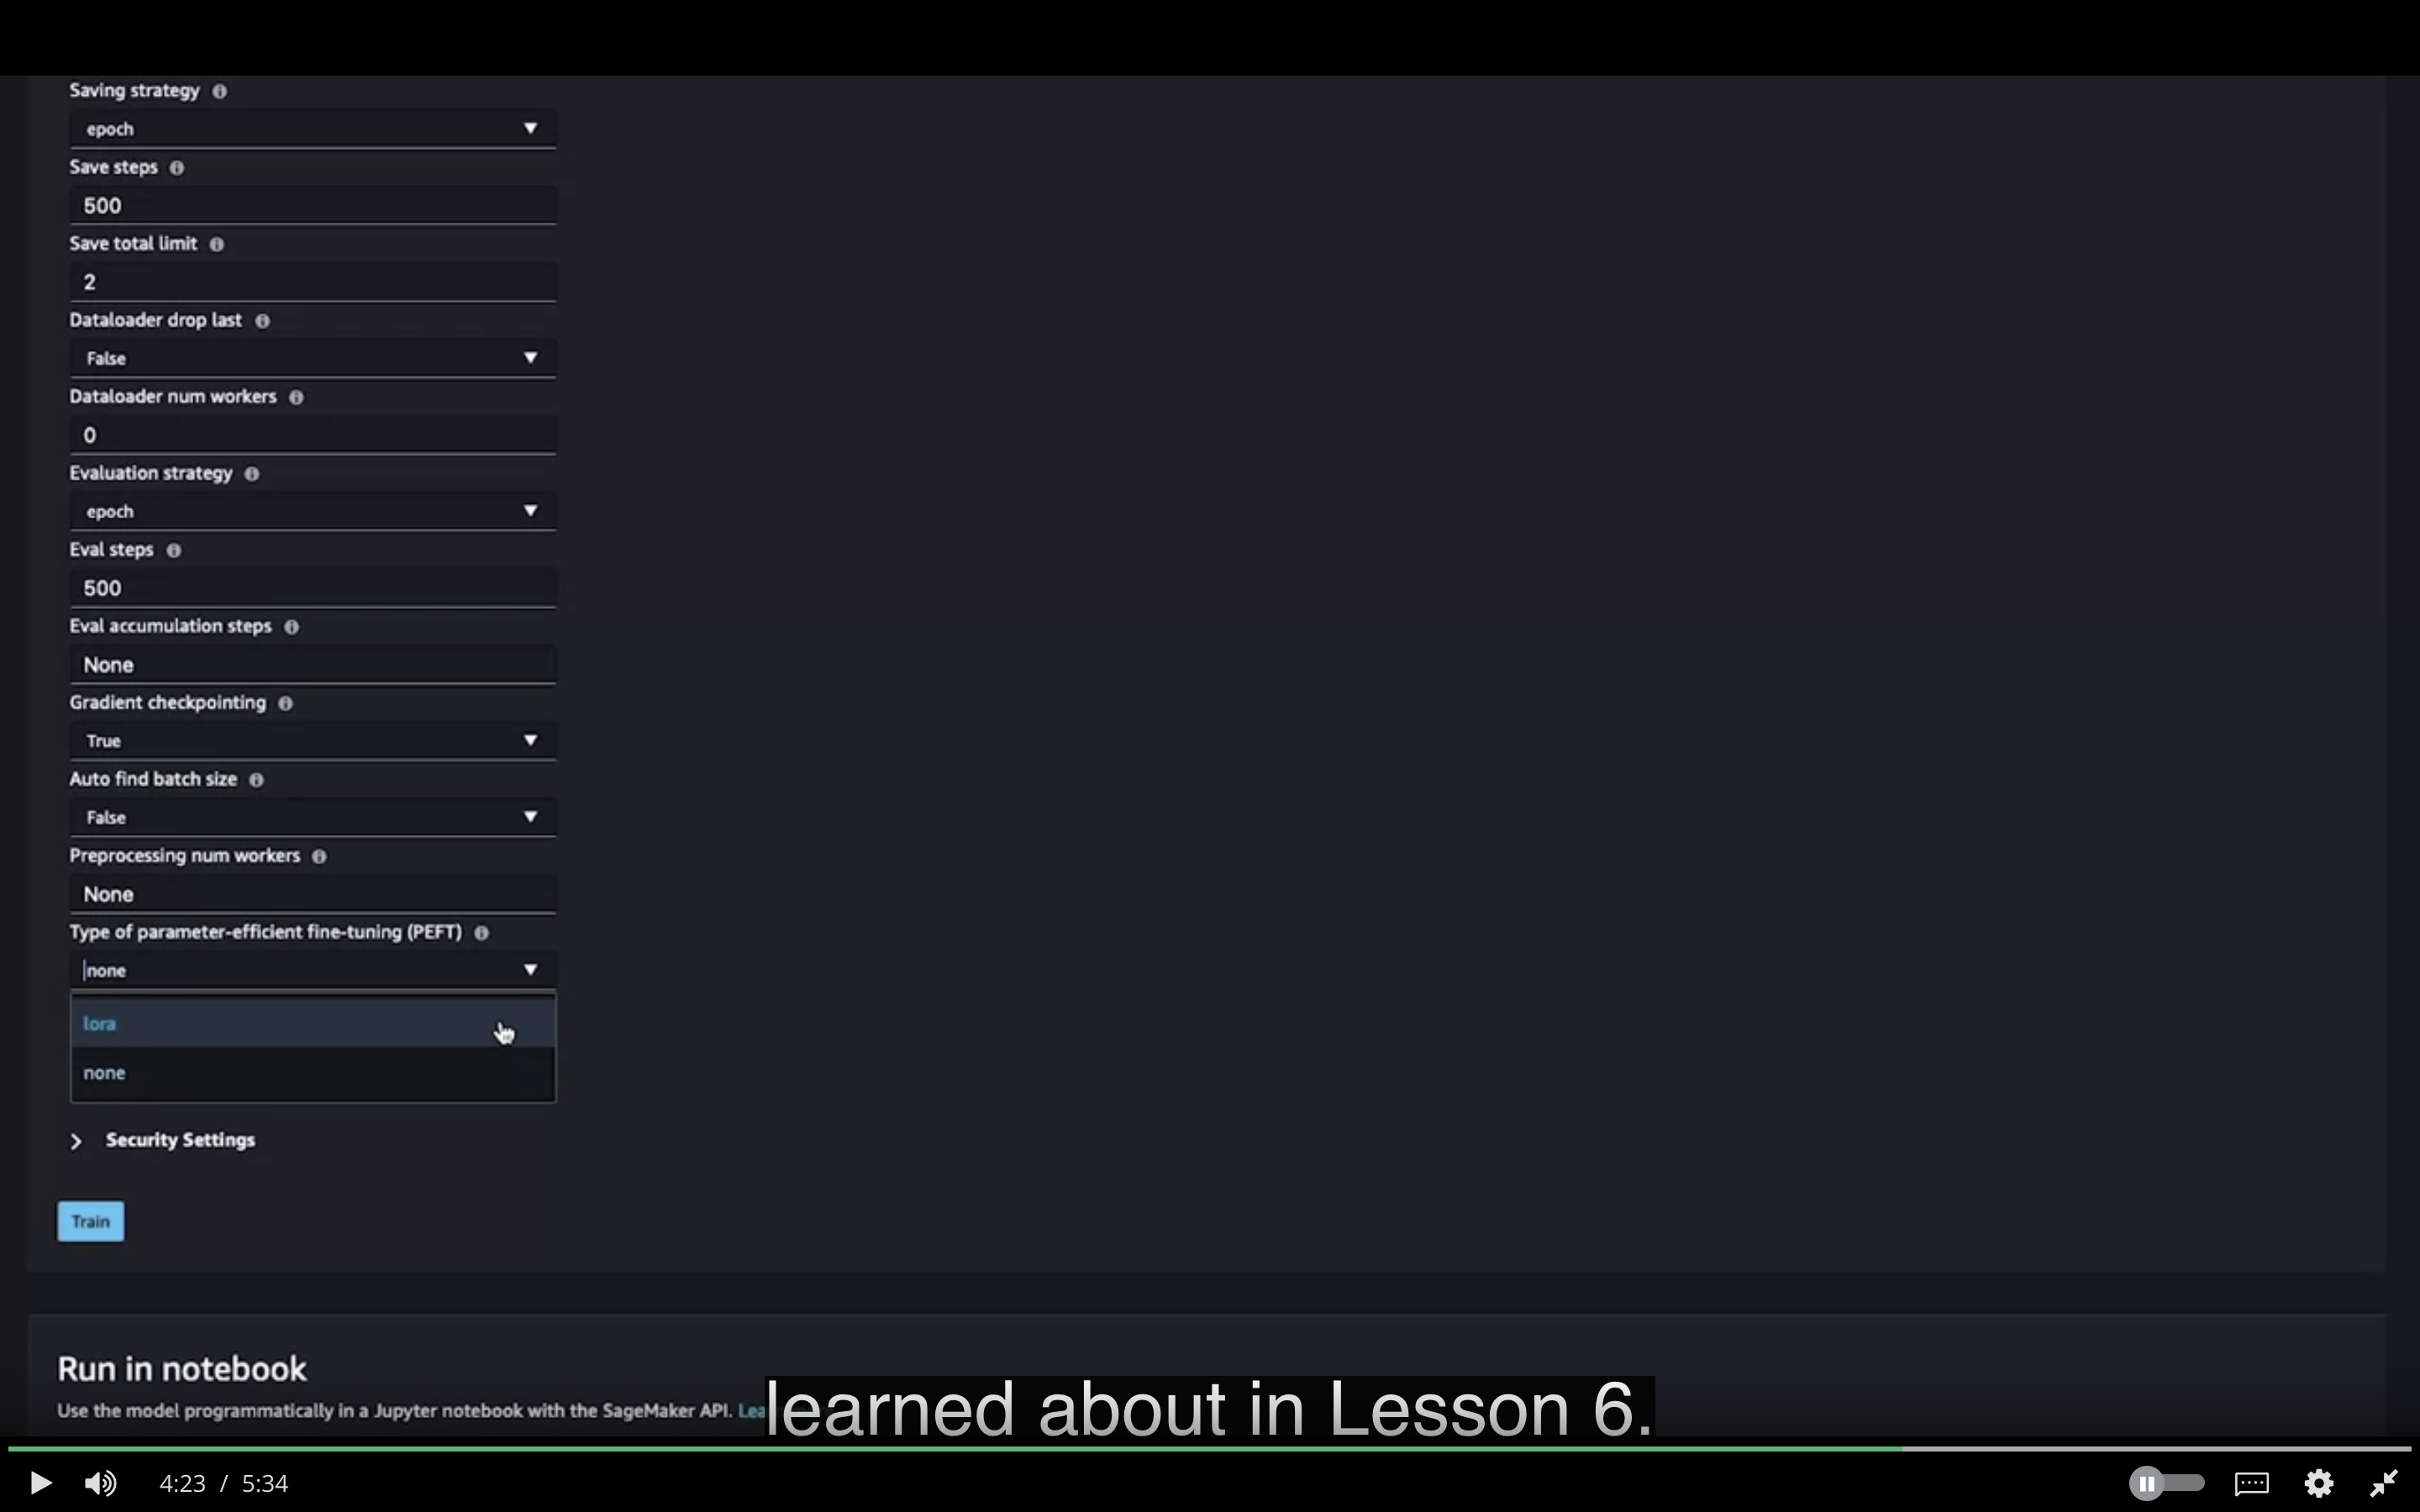 Saving strategy
epoch
Save steps
500
Save total limit
2
Dataloader drop last
False
Dataloader num workers
0
Evaluation strategy
epoch
Eval steps
500
Eval accumulation steps
None
Gradient checkpointing
True
Auto find batch size
False
Preprocessing num workers
None
Type of parameter-efficient fine-tuning (PEFT)
none
lora
none
Security Settings
Train
Run in notebook
Use the model programmatically in a Jupyter notebook with the SageMaker API.
learned about in Lesson 6.
4:23 / 5:34